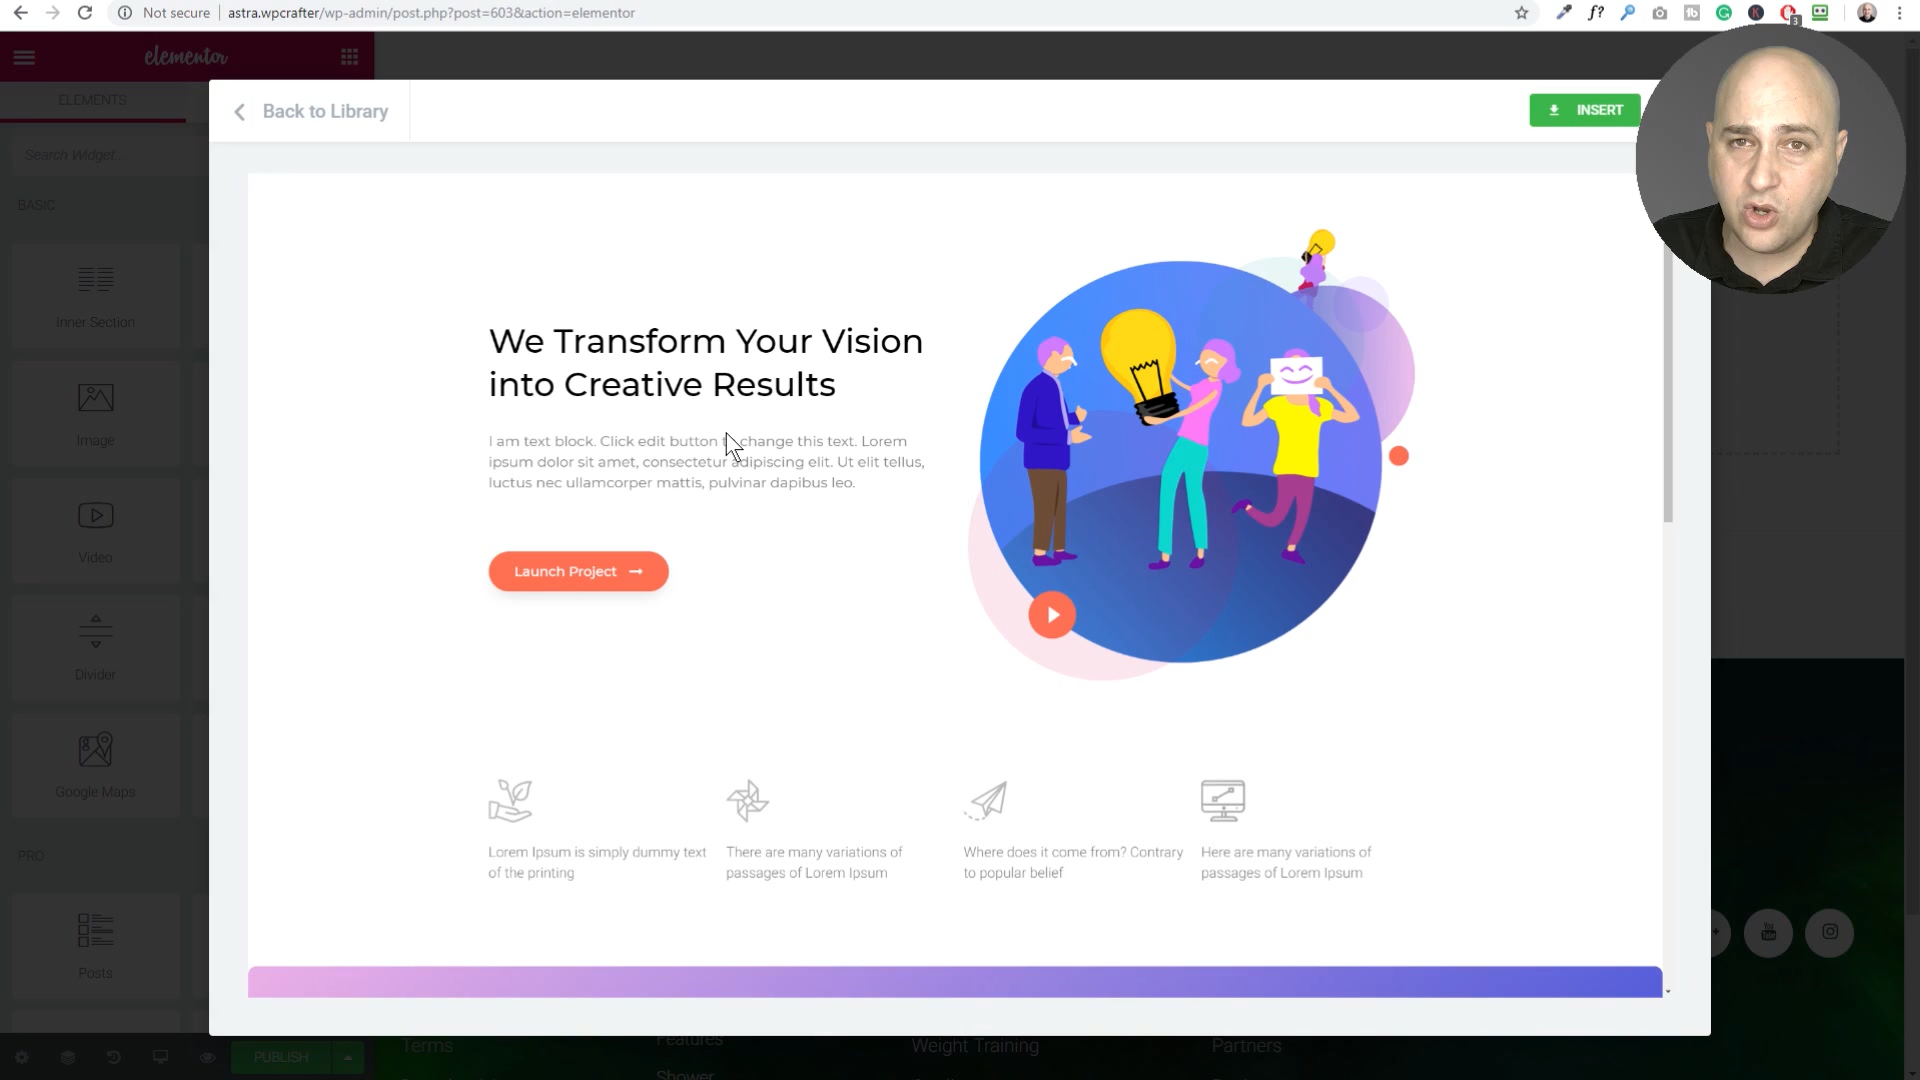 Not secure
astra.wpcrafter/wp-admin/post.php?post=603&action=elementor
f?
3
elementor
ELEMENTS
Back to Library
INSERT
Search Widget...
BASIC
Inner Section
Image
Video
Divider
Google Maps
PRO
Posts
We Transform Your Vision
into Creative Results
I am text block. Click edit button to change this text. Lorem
ipsum dolor sit amet, consectetur adipiscing elit. Ut elit tellus,
luctus nec ullamcorper mattis, pulvinar dapibus leo.
Launch Project
Lorem Ipsum is simply dummy text
of the printing
There are many variations of
passages of Lorem Ipsum
Where does it come from? Contrary
to popular belief
Here are many variations of
passages of Lorem Ipsum
You
Tube
PUBLISH
Terms
Features
Weight Training
Partners
Shower